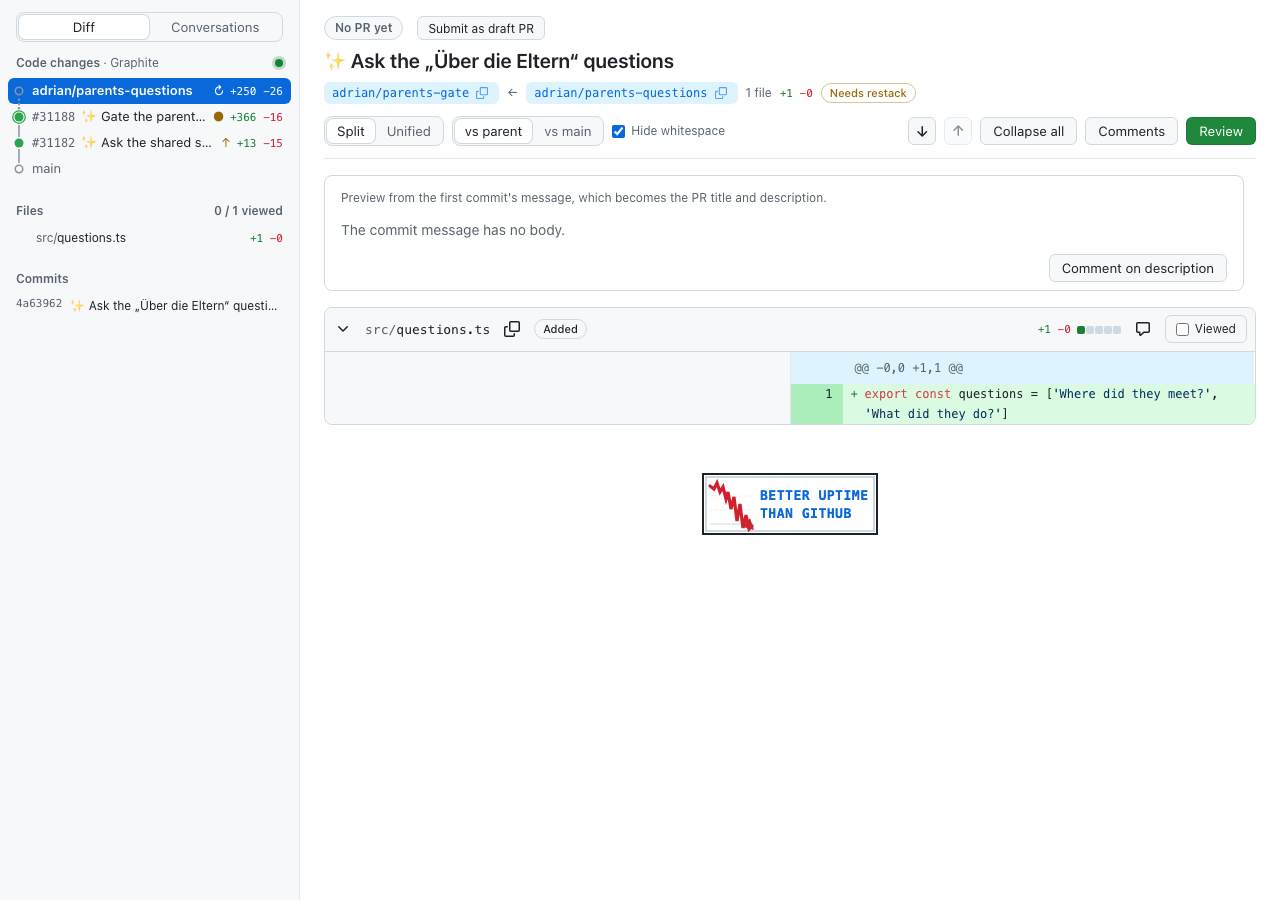 Diff
Conversations
Code changes · Graphite
adrian/parents-questions ↻ +250 −26
#31188 ✨ Gate the parent... +366 −16
#31182 ✨ Ask the shared s... ↑ +13 −15
main
Files 0 / 1 viewed
src/questions.ts +1 −0
Commits
4a63962 ✨ Ask the „Über die Eltern“ questi...
No PR yet
Submit as draft PR
✨ Ask the „Über die Eltern“ questions
adrian/parents-gate ← adrian/parents-questions 1 file +1 −0 Needs restack
Split Unified vs parent vs main Hide whitespace ↓ ↑ Collapse all Comments Review
Preview from the first commit's message, which becomes the PR title and description.
The commit message has no body.
Comment on description
src/questions.ts Added +1 −0 Viewed
@@ −0,0 +1,1 @@
1 + export const questions = ['Where did they meet?',
'What did they do?']
BETTER UPTIME
THAN GITHUB